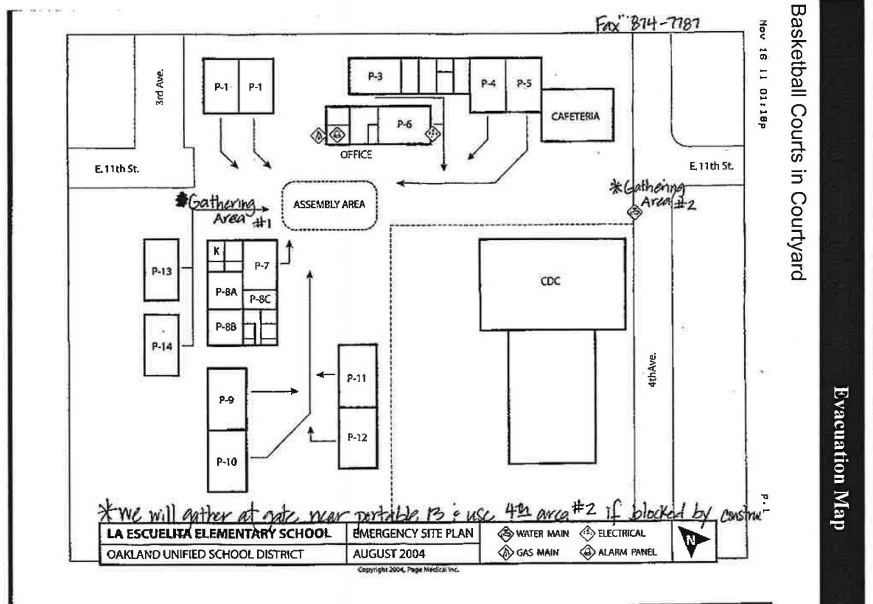 Fax: 874-7787
Nov 16 11 01:18p
Basketball Courts in Courtyard
Evacuation Map
3rd Ave.
P-1
P-1
P-3
P-4
P-5
CAFETERIA
P-6
OFFICE
E. 11th St.
E. 11th St.
*Gathering
Area #1
ASSEMBLY AREA
*Gathering
Area #2
P-13
K
P-7
P-8A
P-8C
P-8B
P-14
CDC
4th Ave.
P-9
P-10
P-11
P-12
p.1
*We will gather at gate near portable 13 & use 4th area #2 if blocked by constru
LA ESCUELITA ELEMENTARY SCHOOL
EMERGENCY SITE PLAN
OAKLAND UNIFIED SCHOOL DISTRICT
AUGUST 2004
WATER MAIN
ELECTRICAL
GAS MAIN
ALARM PANEL
N
Copyright 2004, Page Medical Inc.